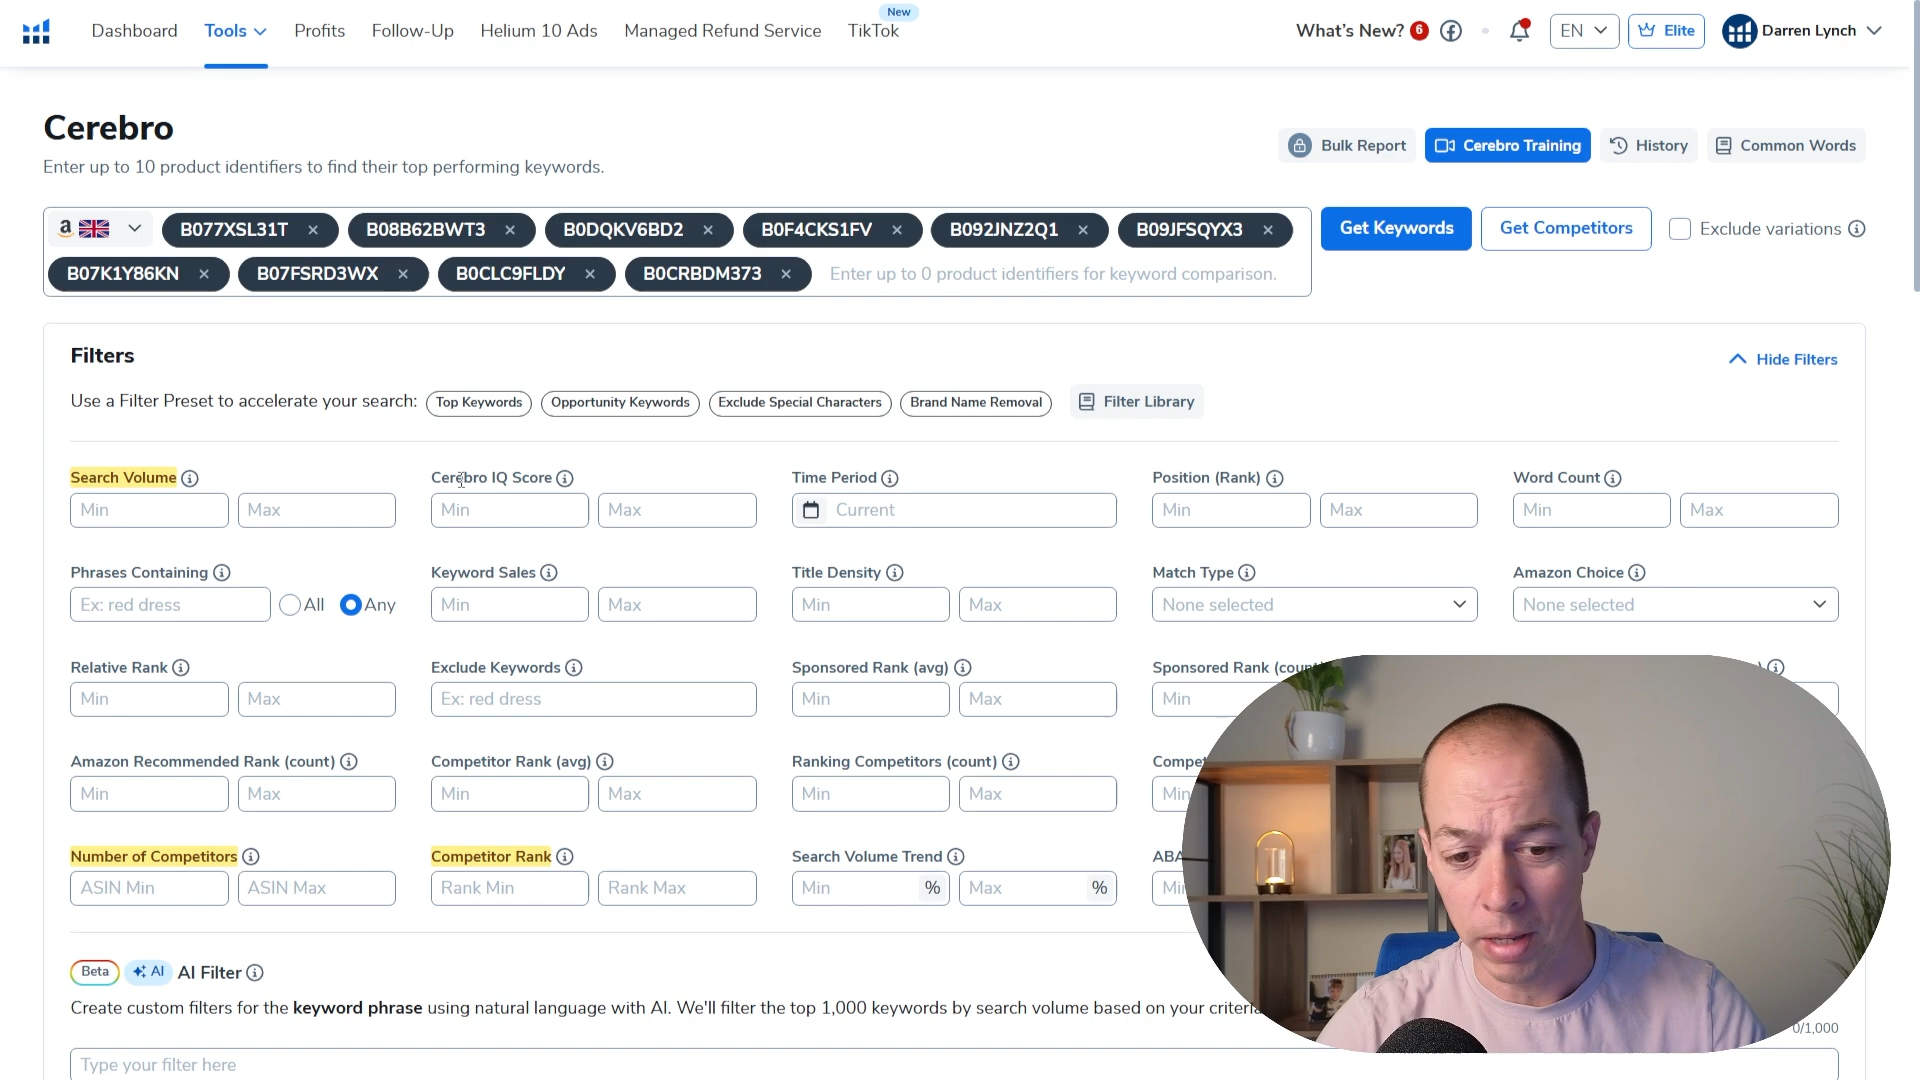 Dashboard Tools Profits Follow-Up Helium 10 Ads Managed Refund Service TikTok New What's New? 6 EN Elite Darren Lynch
Cerebro
Enter up to 10 product identifiers to find their top performing keywords.
Bulk Report Cerebro Training History Common Words
a B077XSL31T × B08B62BWT3 × B0DQKV6BD2 × B0F4CKS1FV × B092JNZ2Q1 × B09JFSQYX3 × Get Keywords Get Competitors Exclude variations
B07K1Y86KN × B07FSRD3WX × B0CLC9FLDY × B0CRBDM373 × Enter up to 0 product identifiers for keyword comparison.
Filters
Hide Filters
Use a Filter Preset to accelerate your search: Top Keywords Opportunity Keywords Exclude Special Characters Brand Name Removal Filter Library
Search Volume Cerebro IQ Score Time Period Position (Rank) Word Count
Min Max Min Max Current Min Max Min Max
Phrases Containing Keyword Sales Title Density Match Type Amazon Choice
Ex: red dress All Any Min Max Min Max None selected None selected
Relative Rank Exclude Keywords Sponsored Rank (avg) Sponsored Rank (count
Min Max Ex: red dress Min Max Min
Amazon Recommended Rank (count) Competitor Rank (avg) Ranking Competitors (count) Compe
Min Max Min Max Min Max Min
Number of Competitors Competitor Rank Search Volume Trend ABA
ASIN Min ASIN Max Rank Min Rank Max Min % Max % Min
Beta AI AI Filter
Create custom filters for the keyword phrase using natural language with AI. We'll filter the top 1,000 keywords by search volume based on your criteria
0/1,000
Type your filter here